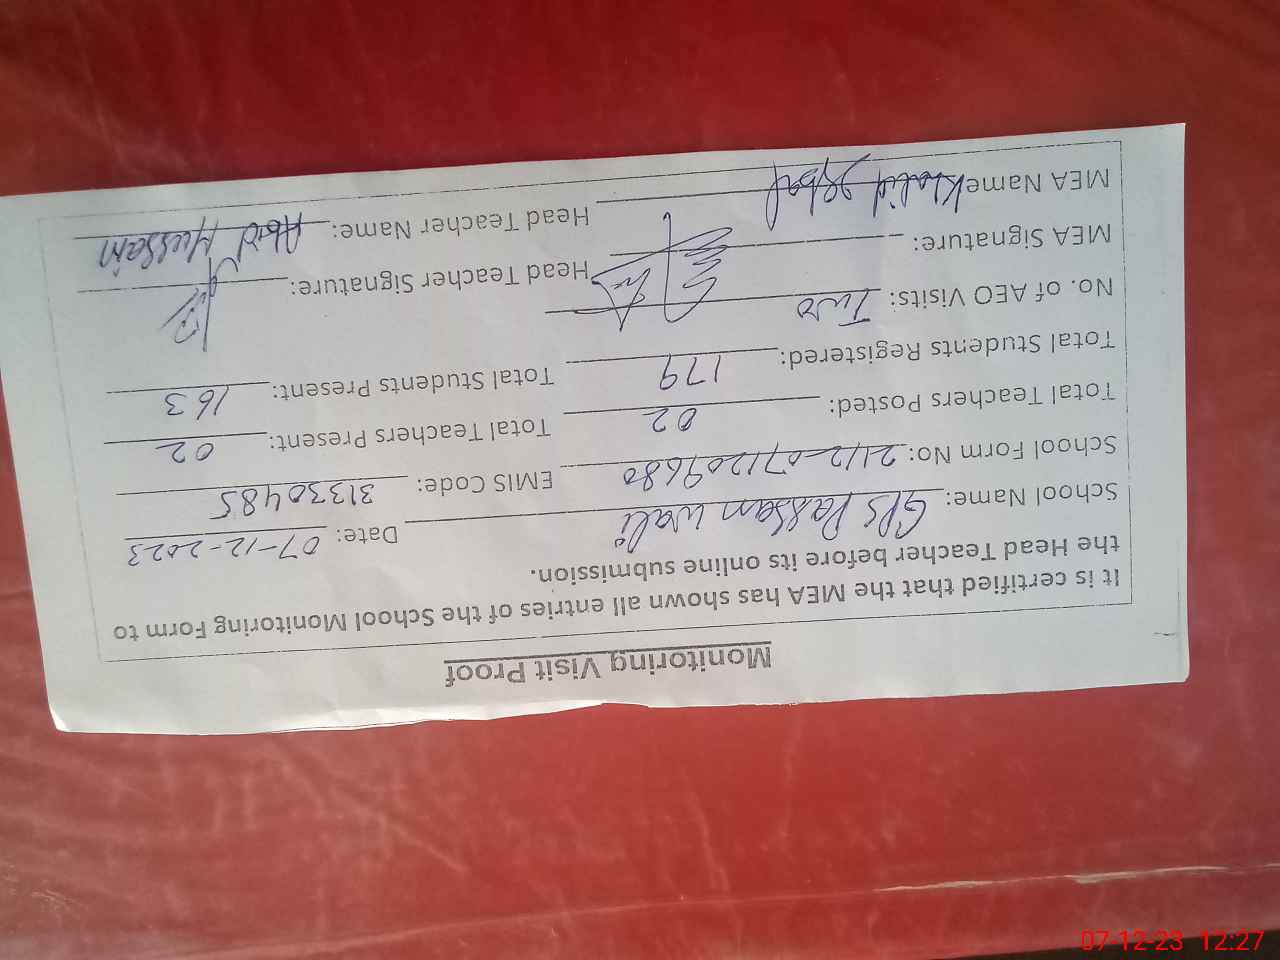 Monitoring Visit Proof
It is certified that the MEA has shown all entries of the School Monitoring Form to
the Head Teacher before its online submission.
School Name: GPS Passan wali Date: 07-12-2023
School Form No: 2112-071209680 EMIS Code: 31330485
Total Teachers Posted: 02 Total Teachers Present: 02
Total Students Registered: 179 Total Students Present: 163
No. of AEO Visits: Two
MEA Signature: Head Teacher Signature:
MEA Name Khalid Iqbal Head Teacher Name: Abid Hussain
07-12-23 12:27